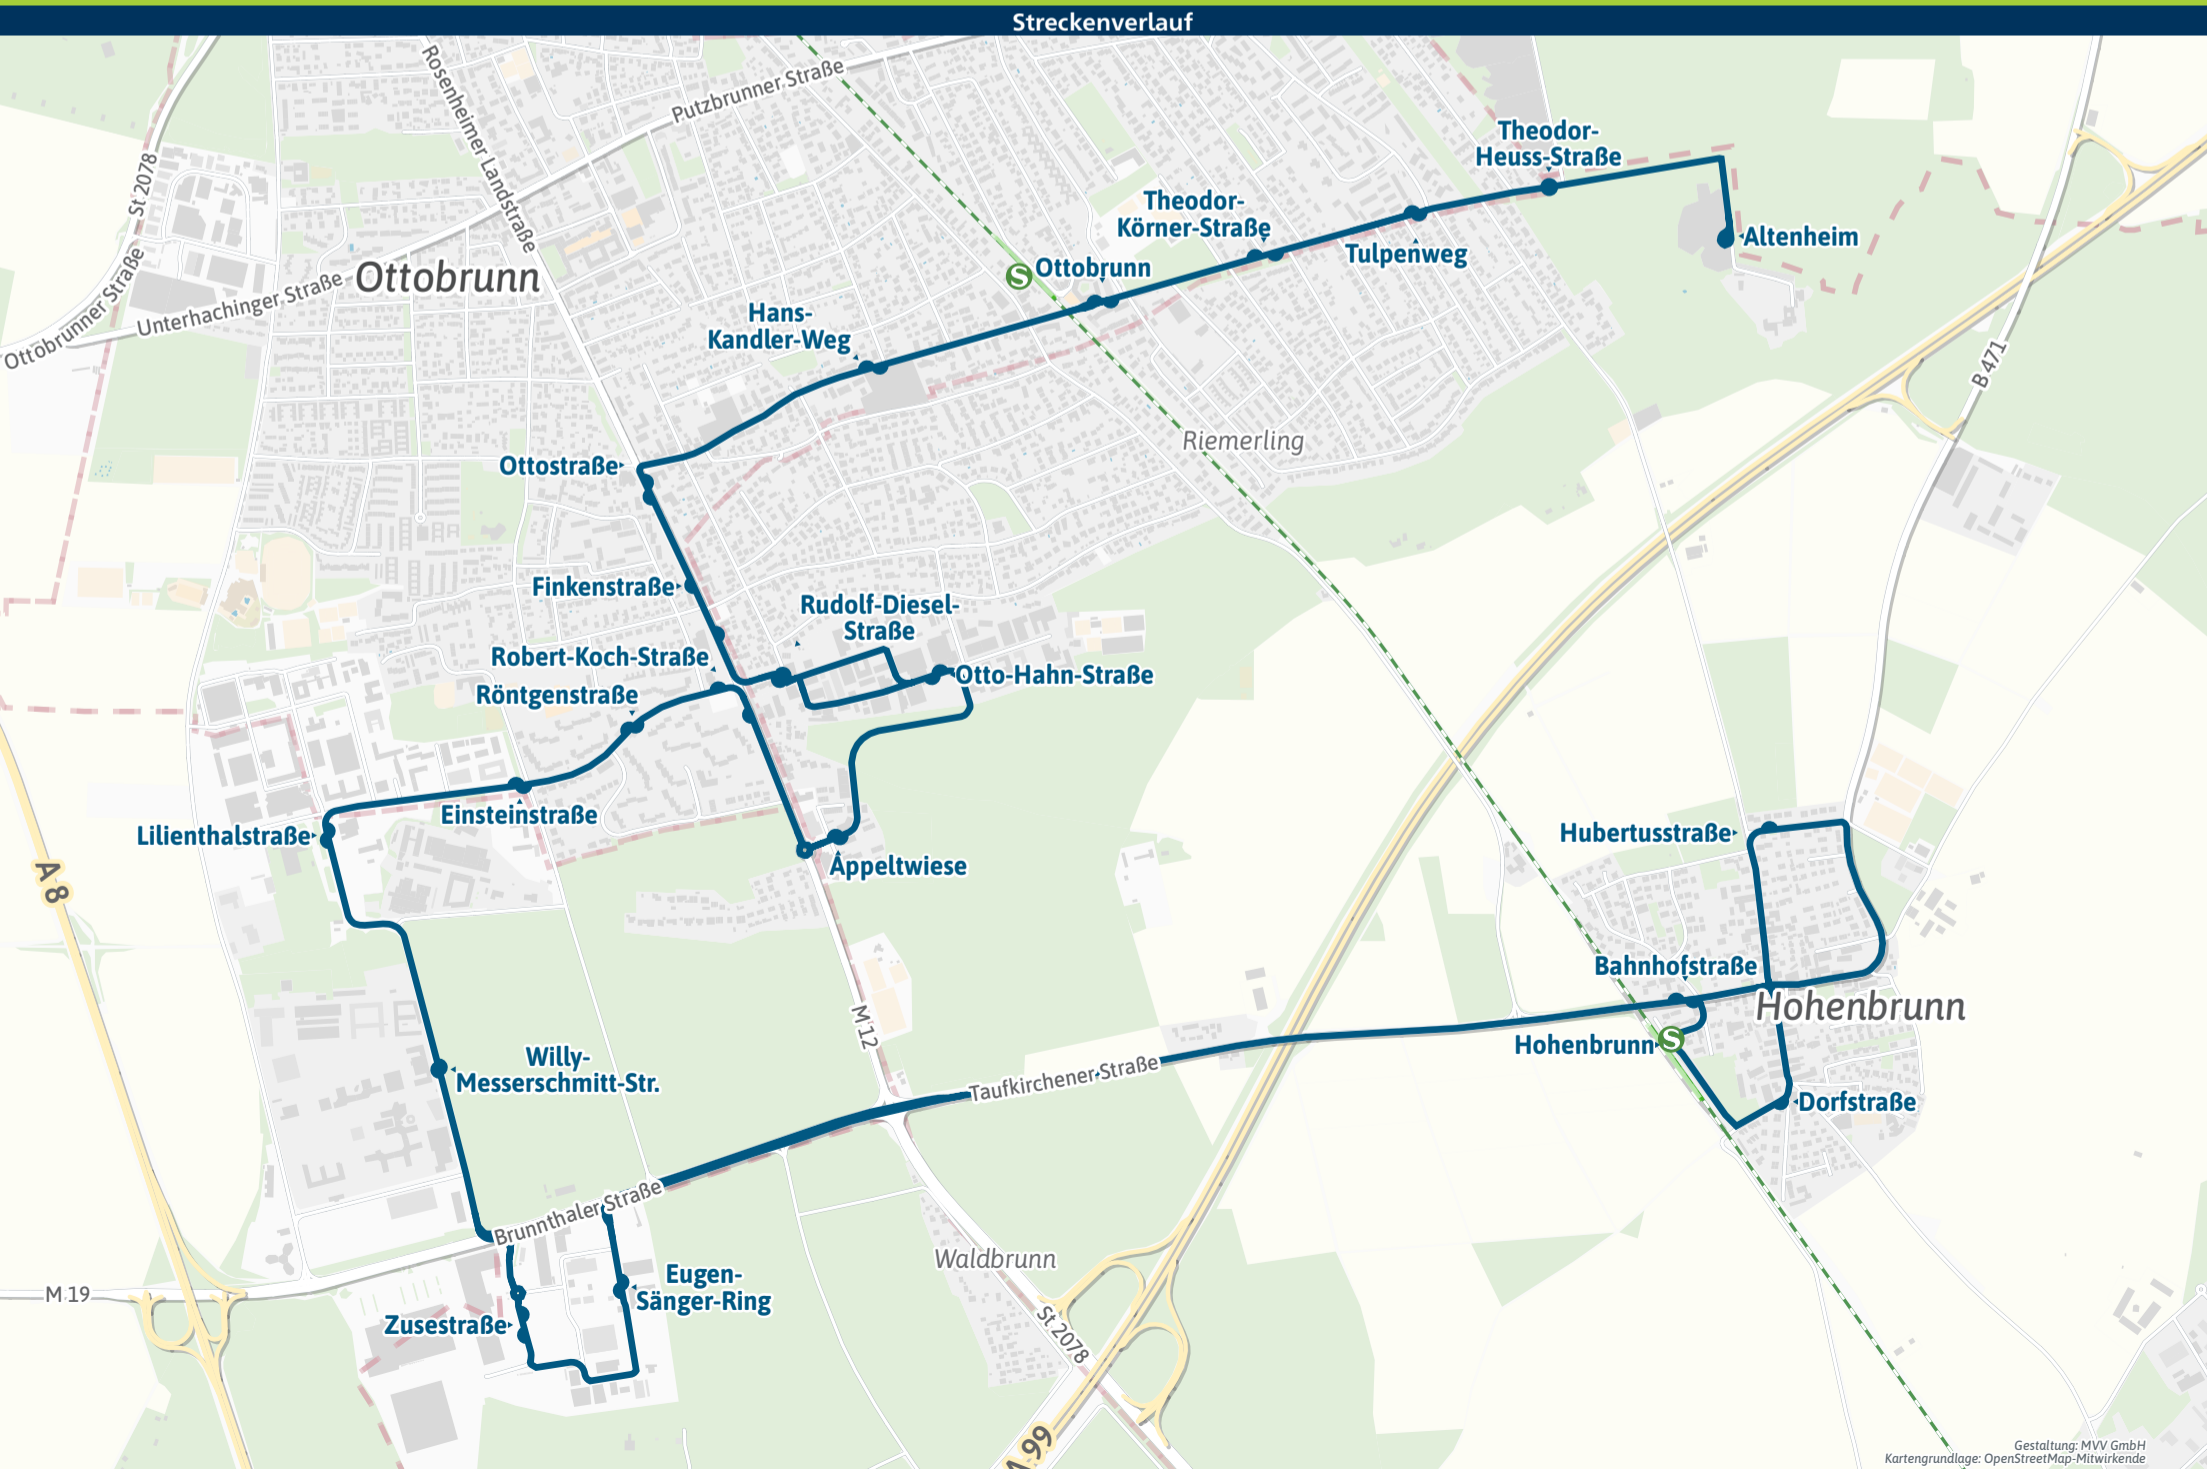 Streckenverlauf
Rosenheimer Landstraße
Putzbrunner Straße
St 2078
Theodor-
Heuss-Straße
Theodor-
Körner-Straße
Altenheim
Tulpenweg
Ottobrunner Straße
Unterhachinger Straße
Ottobrunn
S
Ottobrunn
Hans-
Kandler-Weg
B 471
Riemerling
Ottostraße
Finkenstraße
Rudolf-Diesel-
Straße
Robert-Koch-Straße
Otto-Hahn-Straße
Röntgenstraße
Einsteinstraße
Lilienthalstraße
Appeltwiese
Hubertusstraße
A 8
Bahnhofstraße
Hohenbrunn
M 12
S
Hohenbrunn
Willy-
Messerschmitt-Str.
Taufkirchener Straße
Dorfstraße
Brunnthaler Straße
Waldbrunn
M 19
Eugen-
Sänger-Ring
Zusestraße
St 2078
A 99
Gestaltung: MVV GmbH
Kartengrundlage: OpenStreetMap-Mitwirkende